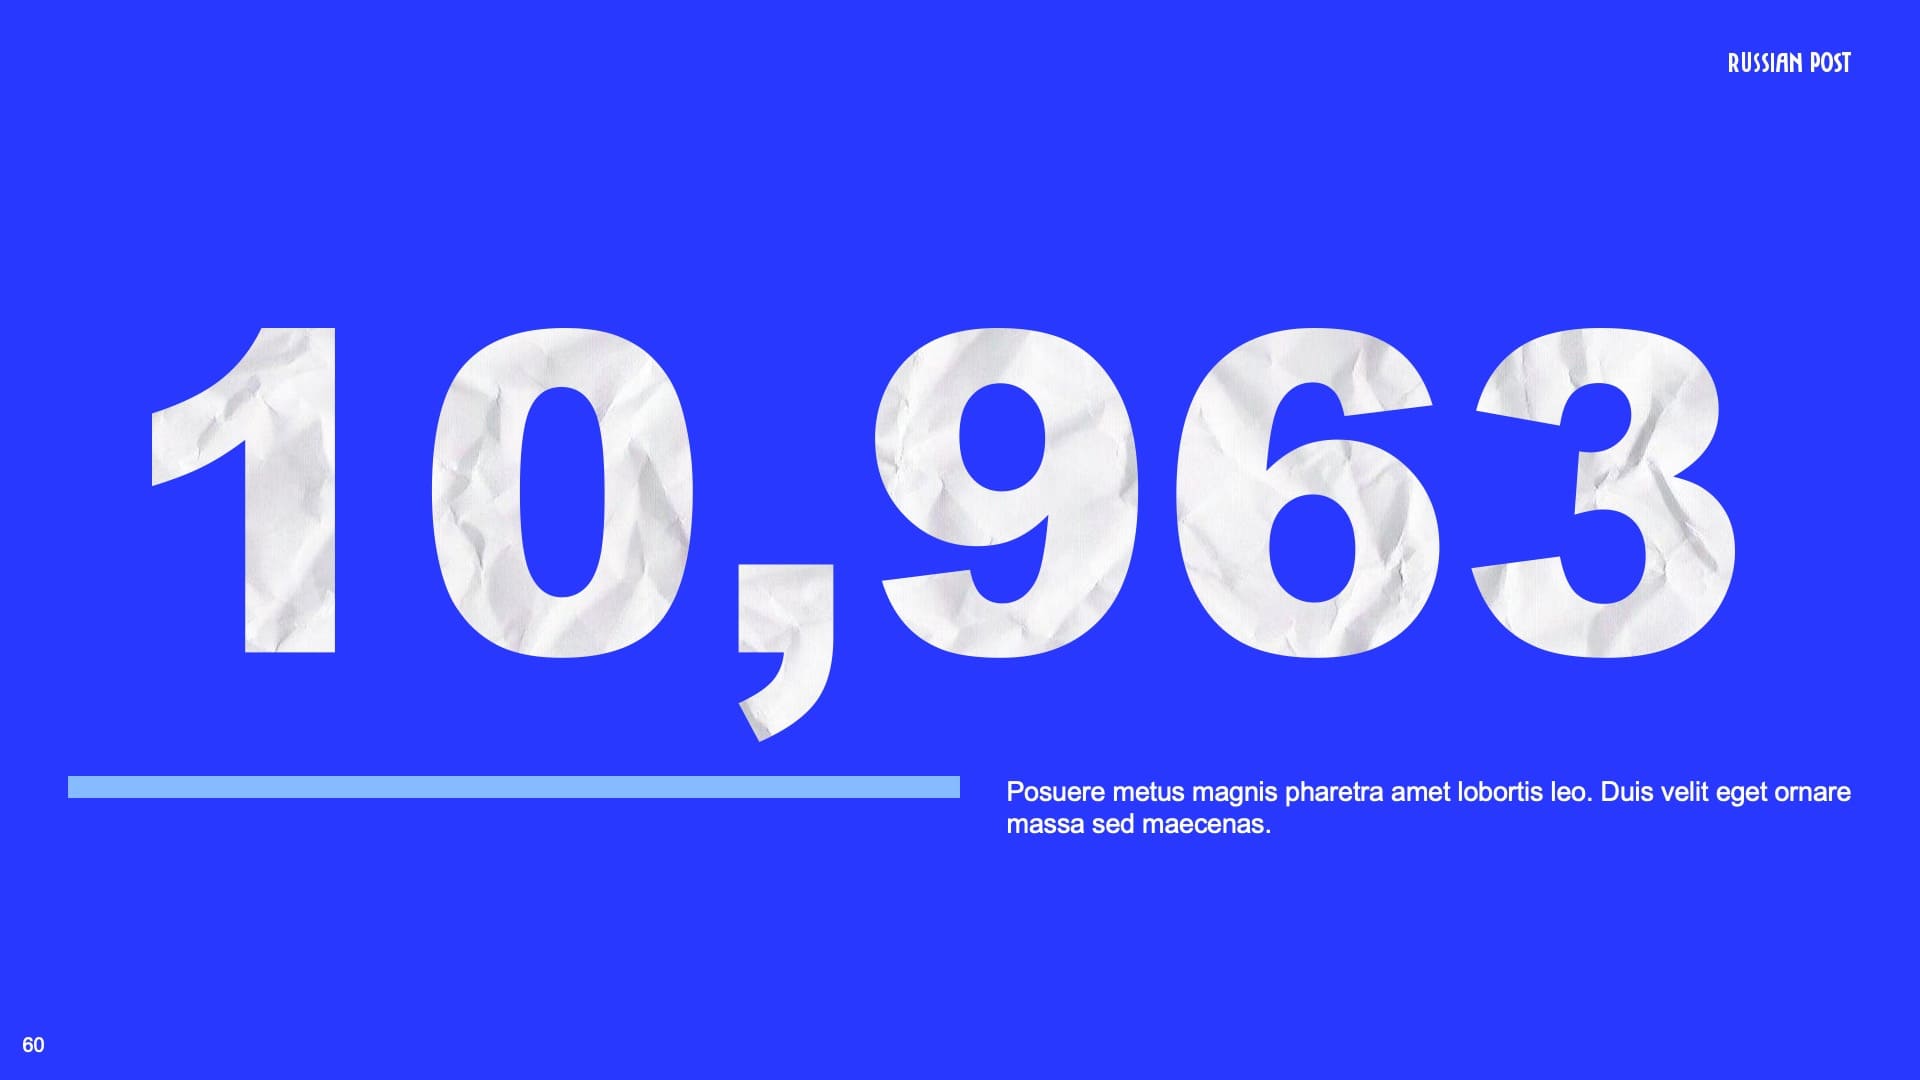 RUSSIAN POST
10,963
Posuere metus magnis pharetra amet lobortis leo. Duis velit eget ornare
massa sed maecenas.
60